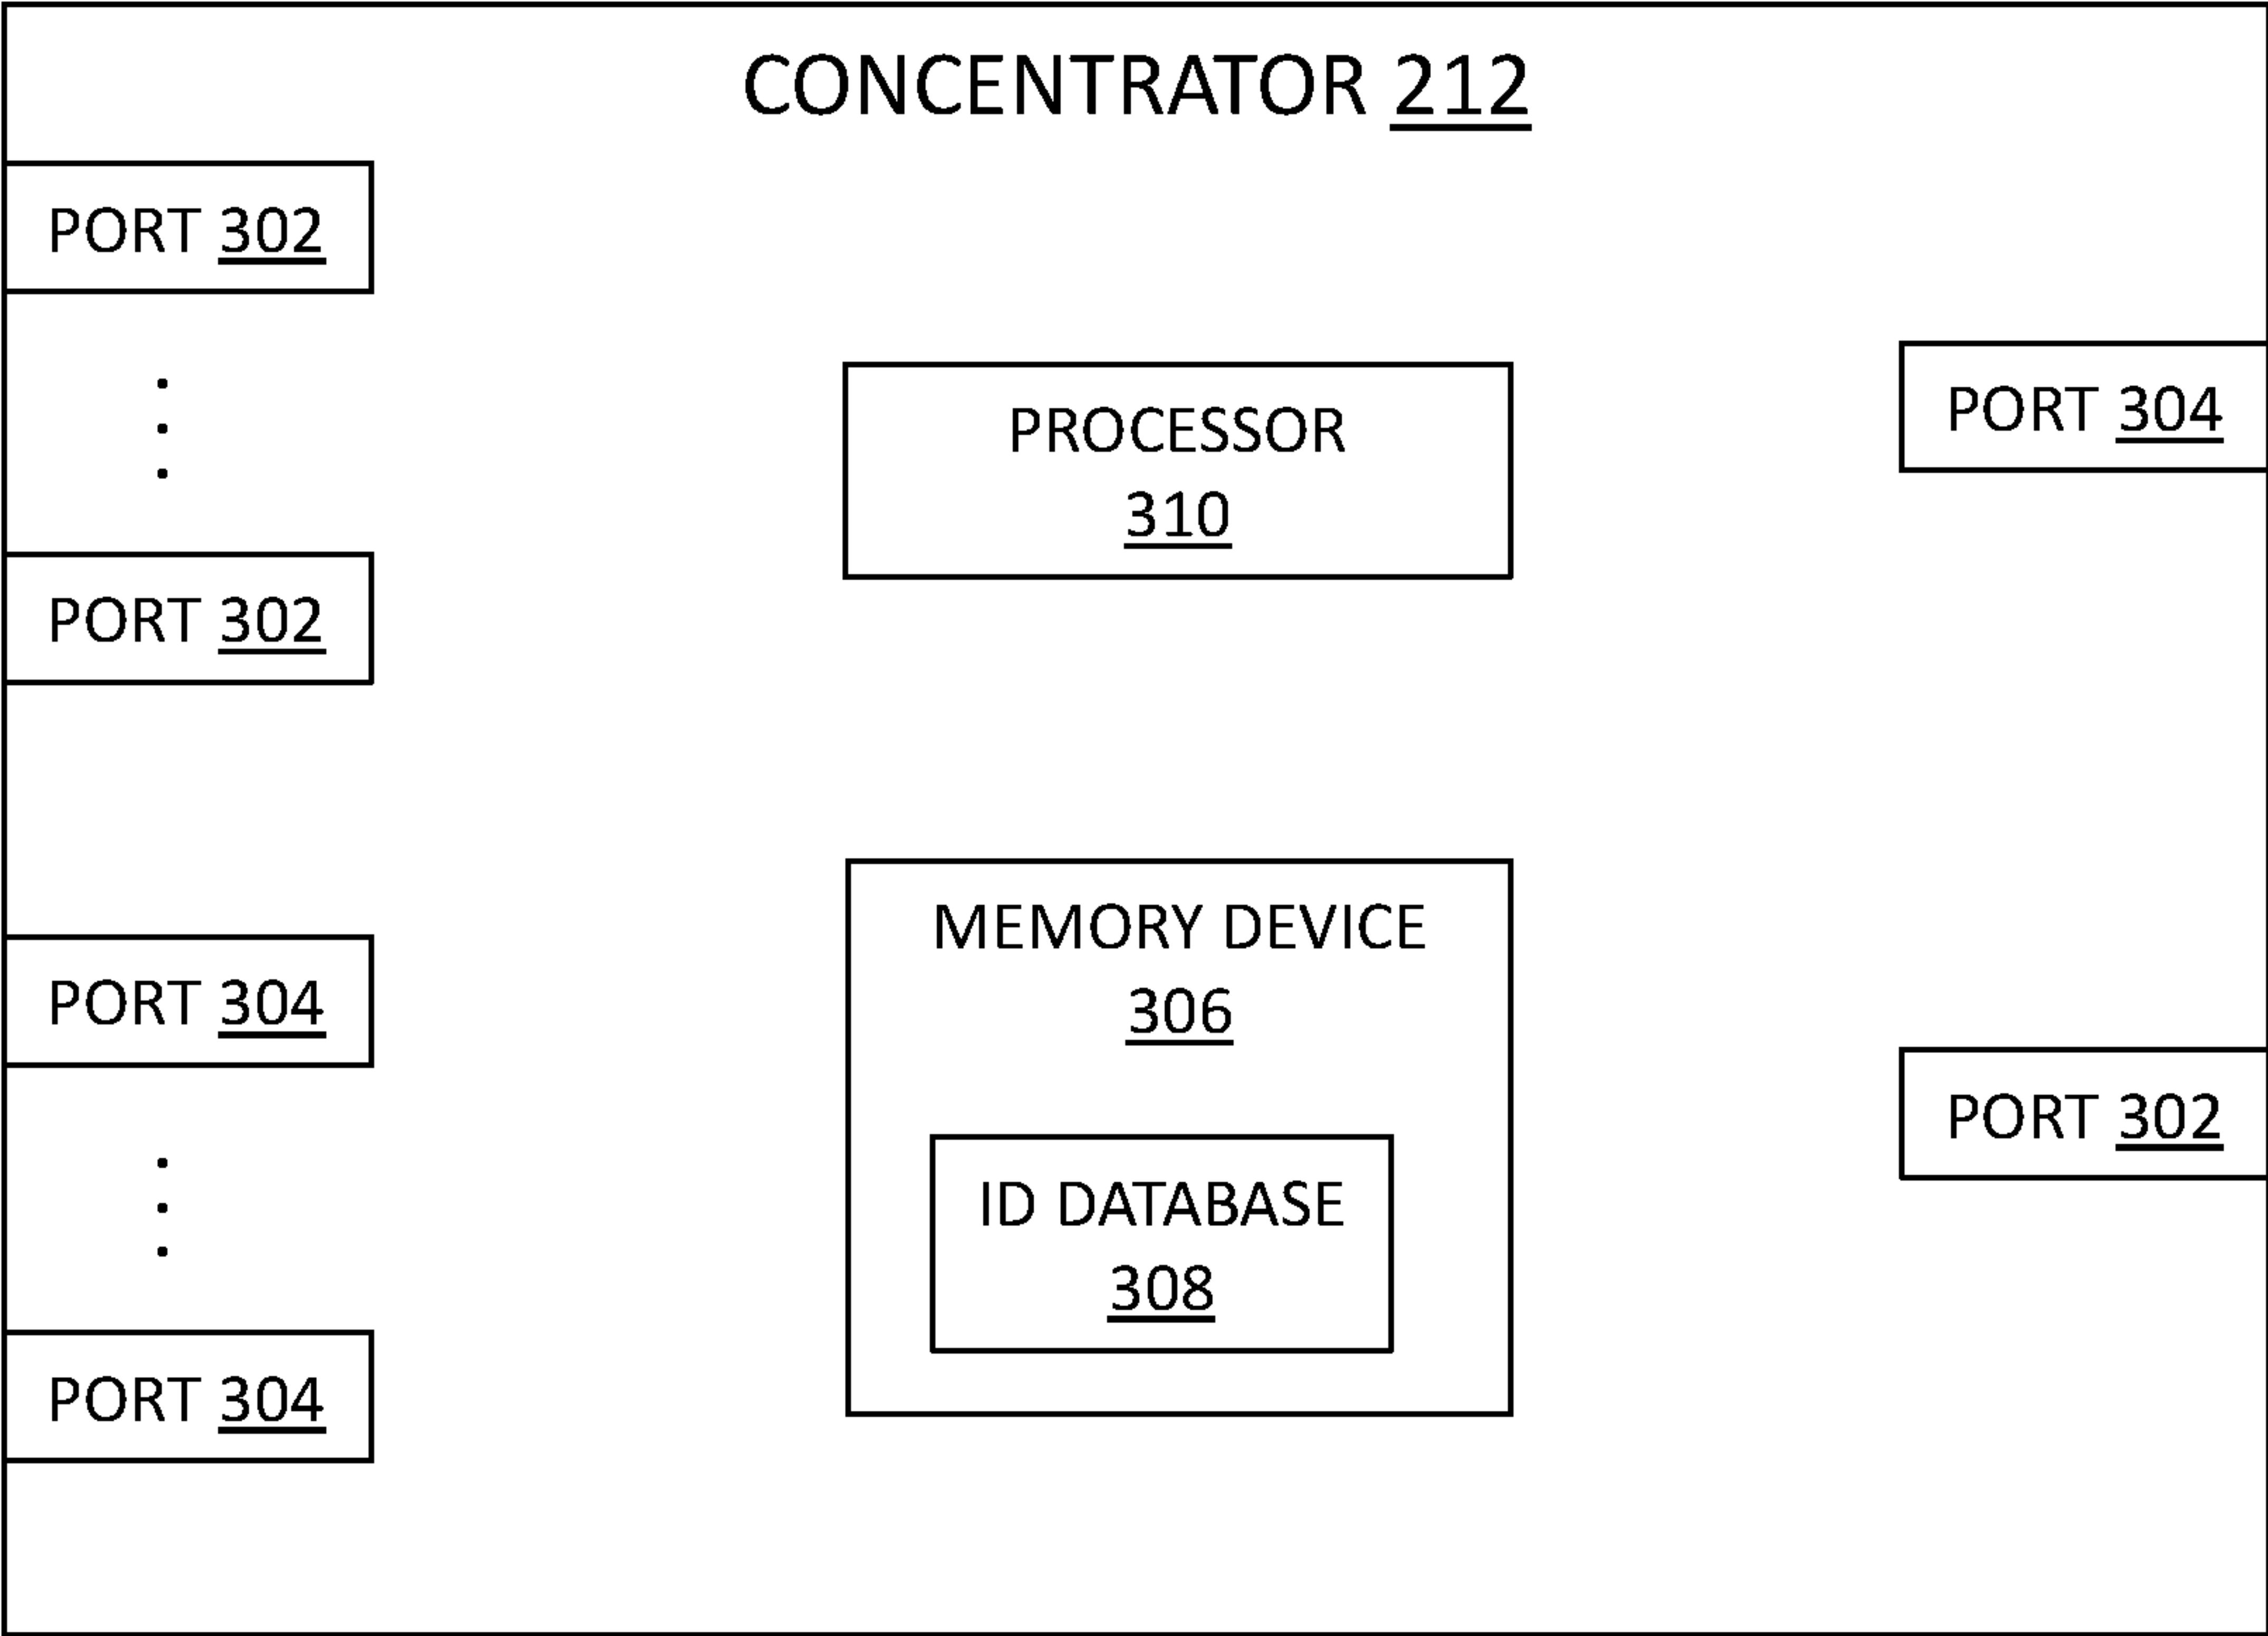 CONCENTRATOR 212
PORT 302
PORT 302
PORT 304
PORT 304
PROCESSOR
310
MEMORY DEVICE
306
ID DATABASE
308
PORT 304
PORT 302